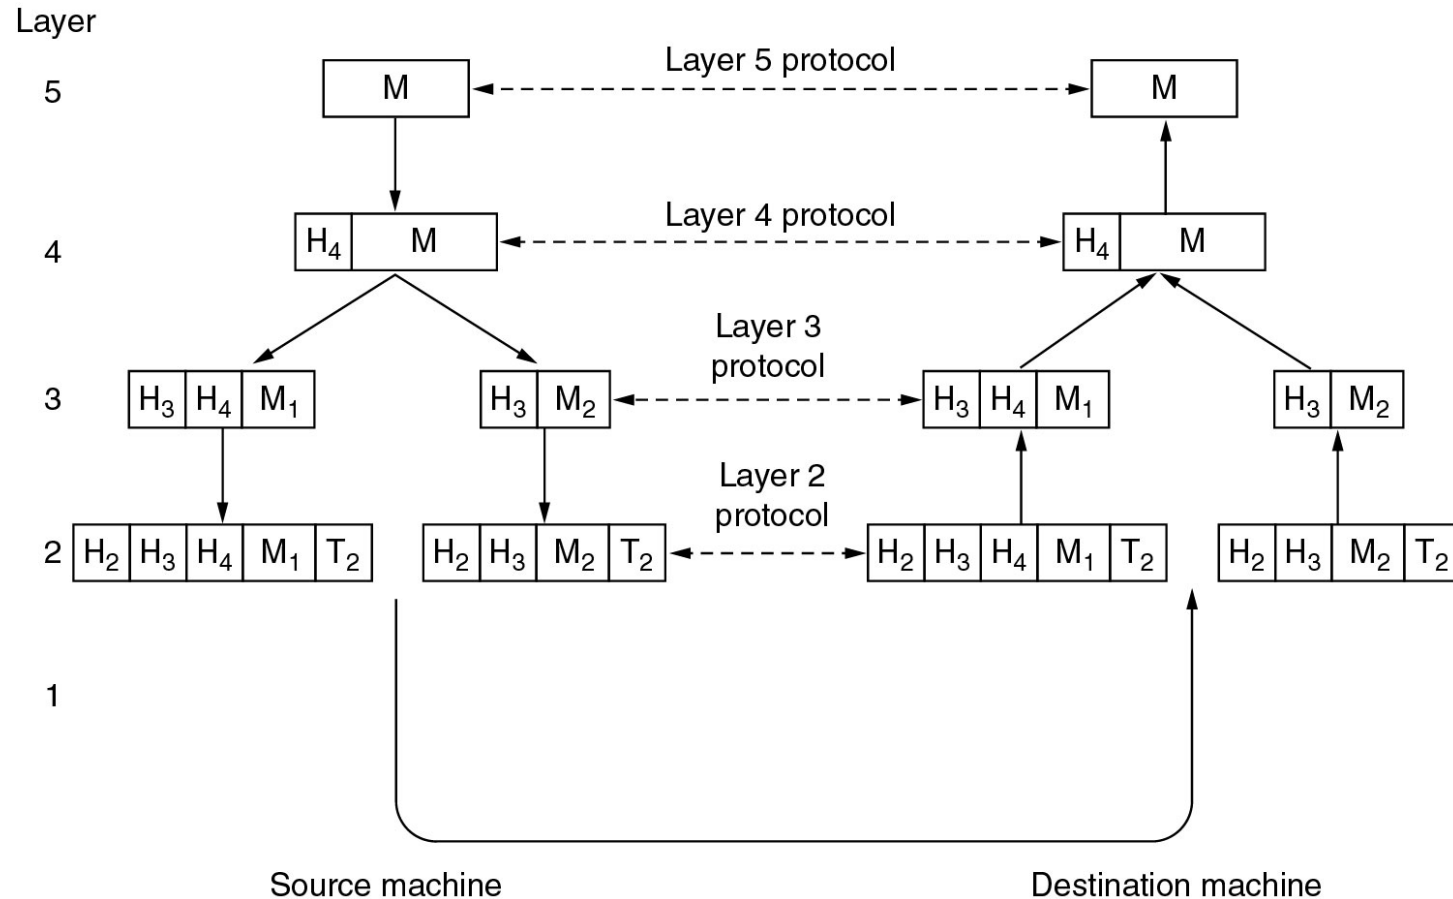 Layer
5 M Layer 5 protocol M
4 H4 M Layer 4 protocol H4 M
Layer 3
protocol
3 H3 H4 M1 H3 M2 H3 H4 M1 H3 M2
Layer 2
protocol
2 H2 H3 H4 M1 T2 H2 H3 M2 T2 H2 H3 H4 M1 T2 H2 H3 M2 T2
1
Source machine Destination machine